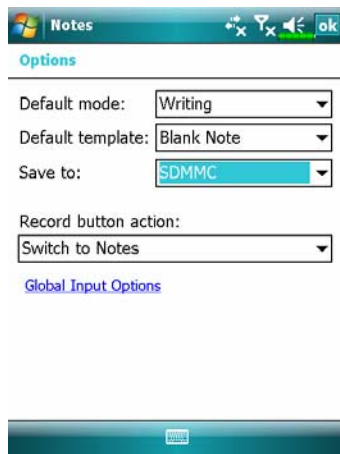 Notes ok
Options
Default mode: Writing
Default template: Blank Note
Save to: SDMMC
Record button action:
Switch to Notes
Global Input Options